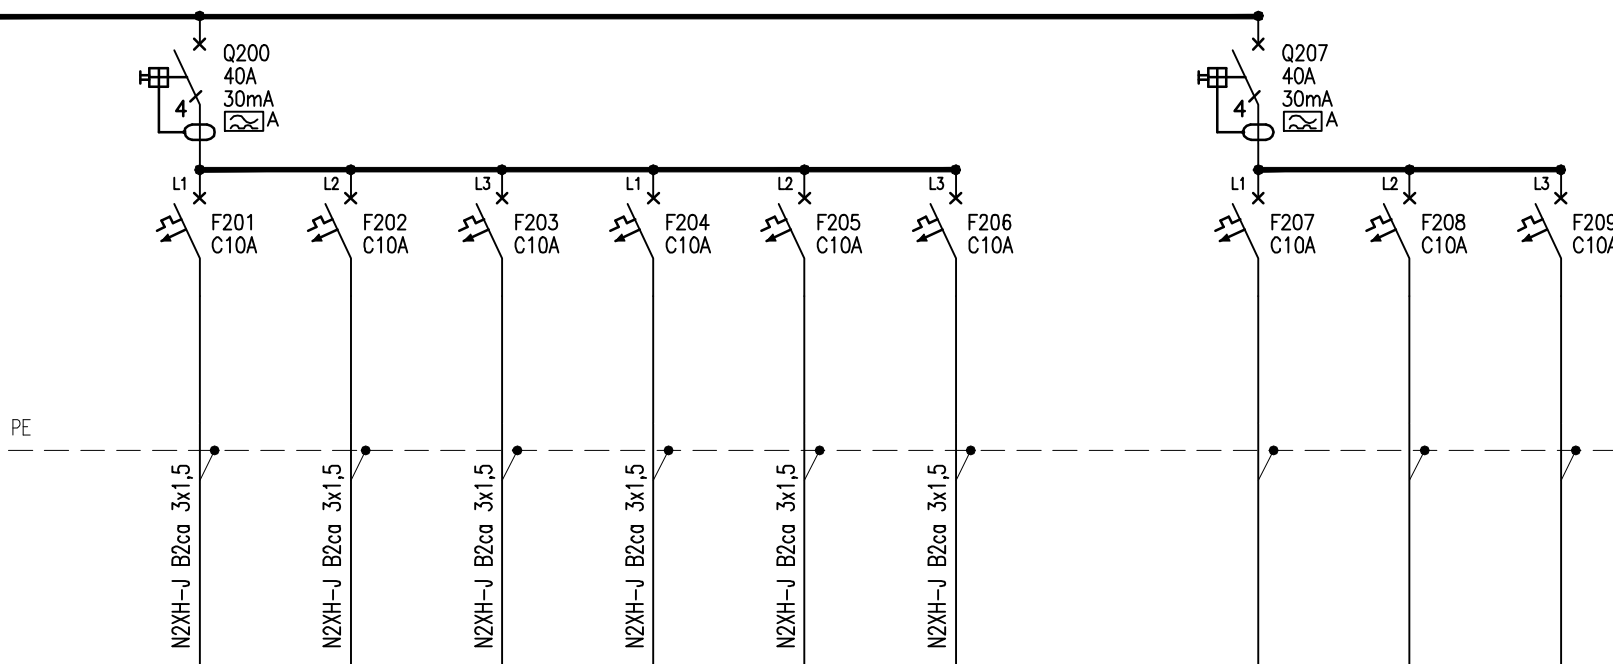 Q200
40A
30mA
A
4
Q207
40A
30mA
A
4
L1
L2
L3
L1
L2
L3
L1
L2
L3
F201
C10A
F202
C10A
F203
C10A
F204
C10A
F205
C10A
F206
C10A
F207
C10A
F208
C10A
F209
C10A
PE
N2XH-J B2ca 3x1,5
N2XH-J B2ca 3x1,5
N2XH-J B2ca 3x1,5
N2XH-J B2ca 3x1,5
N2XH-J B2ca 3x1,5
N2XH-J B2ca 3x1,5